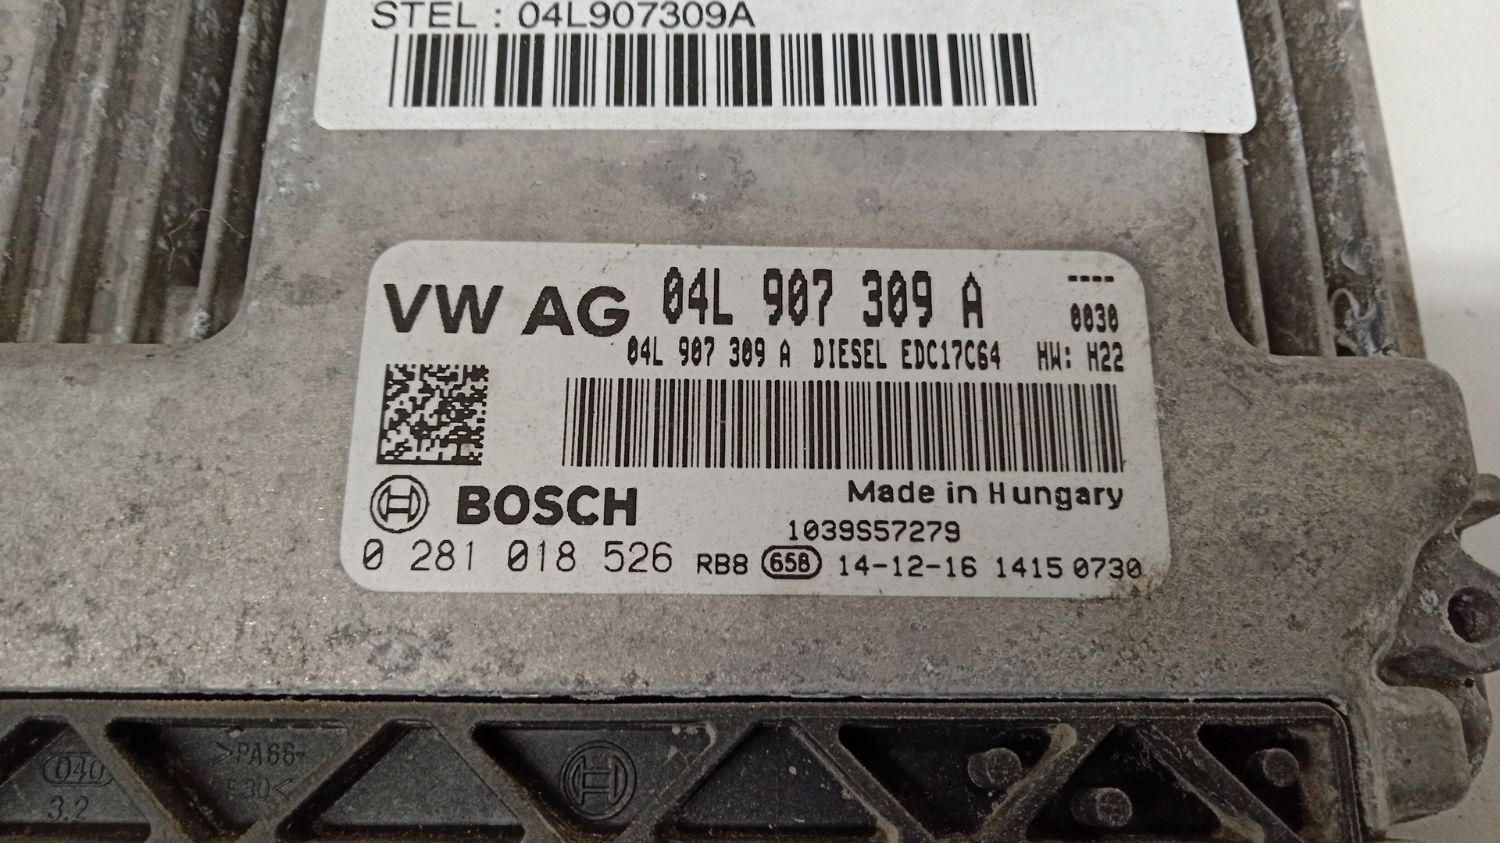 STEL : 04L907309A
VW AG 04L 907 309 A ----
0030
04L 907 309 A DIESEL EDC17C64 HW: H22
BOSCH
Made in Hungary
1039S57279
0 281 018 526 RB8 658 14-12-16 1415 0730
>PA66-
F30<
040
3.2